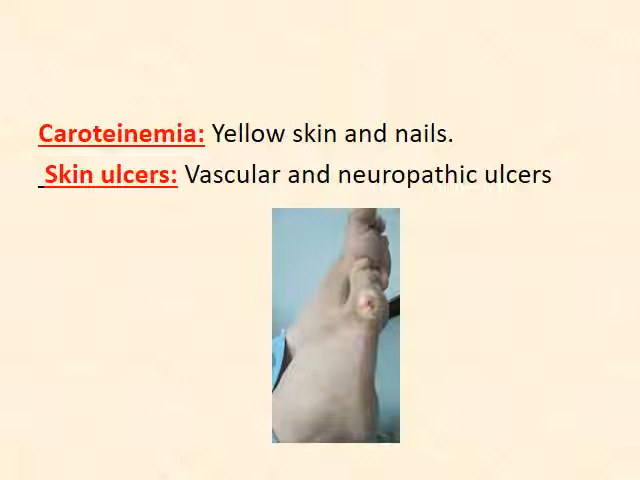 Caroteinemia: Yellow skin and nails.
Skin ulcers: Vascular and neuropathic ulcers